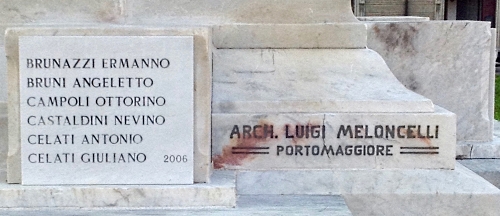 BRUNAZZI ERMANNO
BRUNI ANGELETTO
CAMPOLI OTTORINO
CASTALDINI NEVINO
CELATI ANTONIO
CELATI GIULIANO 2006
ARCH. LUIGI MELONCELLI
PORTOMAGGIORE